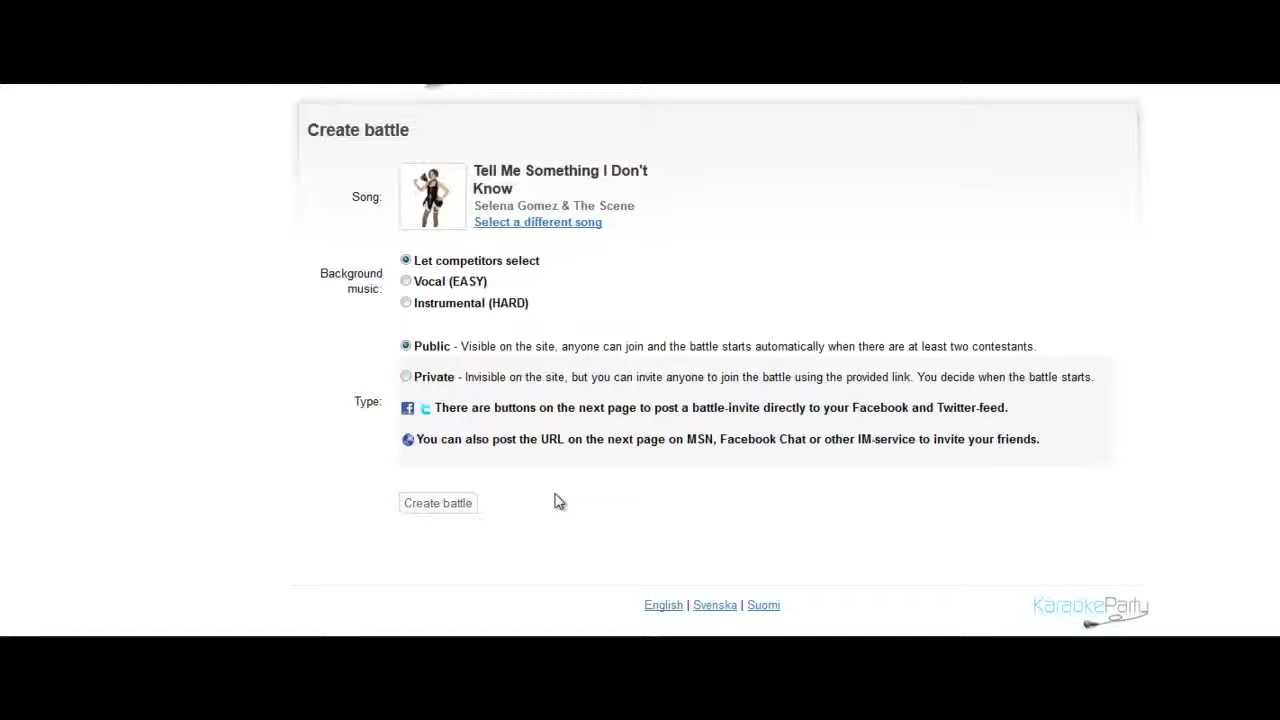 Create battle
Song:
Tell Me Something I Don't
Know
Selena Gomez & The Scene
Select a different song
Background
music:
Let competitors select
Vocal (EASY)
Instrumental (HARD)
Type:
Public - Visible on the site, anyone can join and the battle starts automatically when there are at least two contestants.
Private - Invisible on the site, but you can invite anyone to join the battle using the provided link. You decide when the battle starts.
There are buttons on the next page to post a battle-invite directly to your Facebook and Twitter-feed.
You can also post the URL on the next page on MSN, Facebook Chat or other IM-service to invite your friends.
Create battle
English | Svenska | Suomi
KaraokeParty